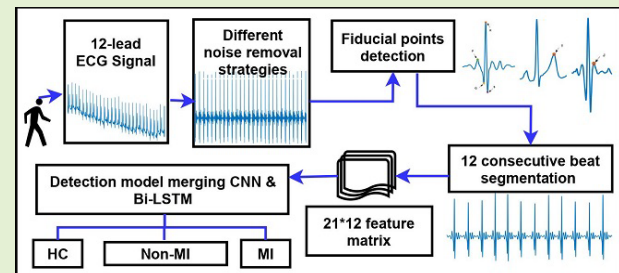 12-lead
ECG Signal
Different
noise removal
strategies
Fiducial points
detection
12 consecutive beat
segmentation
21*12 feature
matrix
Detection model merging CNN &
Bi-LSTM
HC
Non-MI
MI